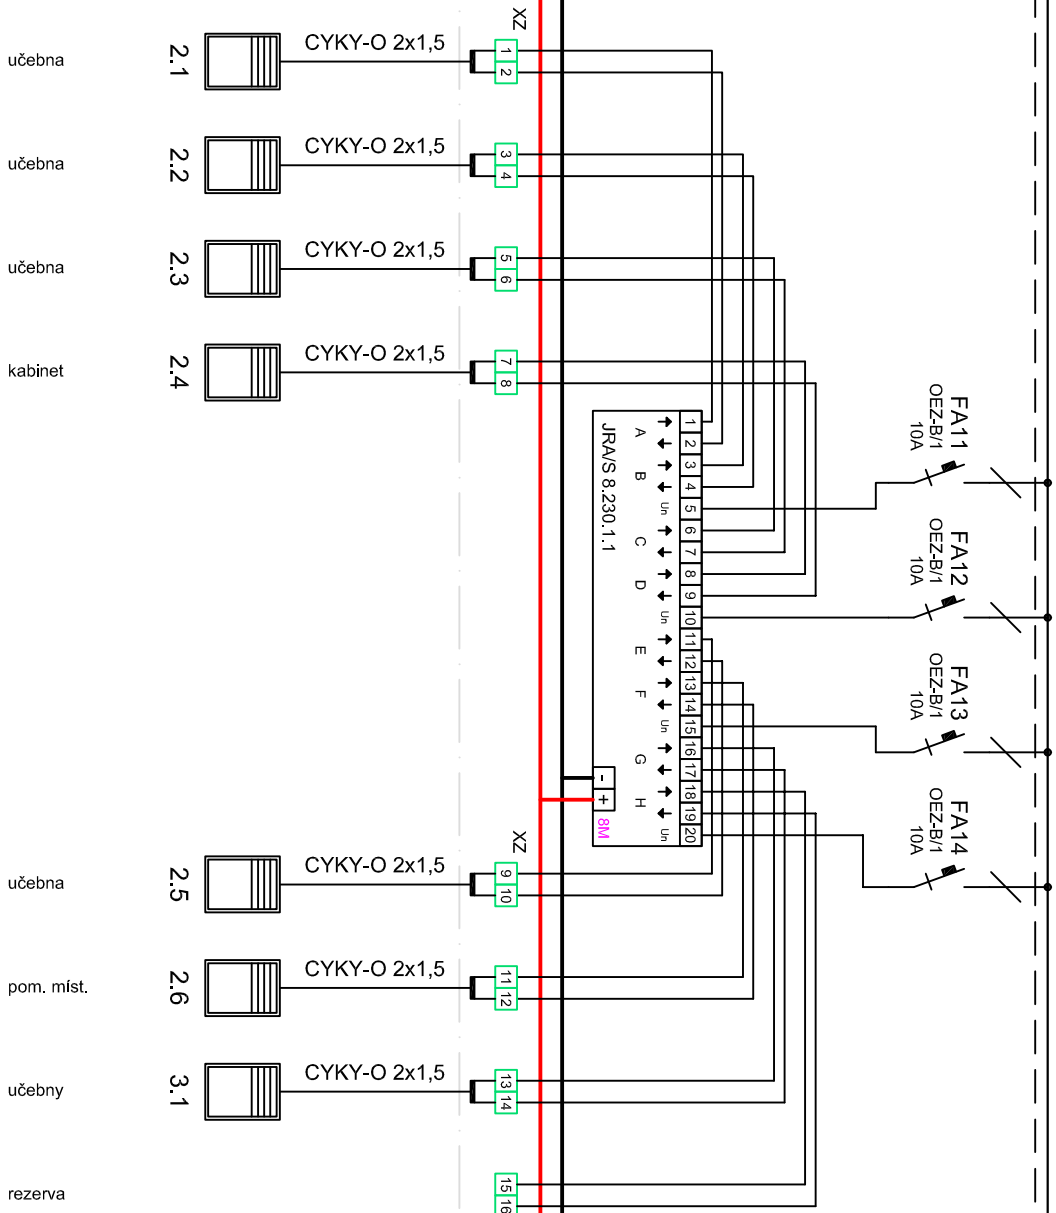 XZ
učebna
2.1
CYKY-O 2x1,5
1
2
učebna
2.2
CYKY-O 2x1,5
3
4
učebna
2.3
CYKY-O 2x1,5
5
6
kabinet
2.4
CYKY-O 2x1,5
7
8
JRA/S 8.230.1.1
A
B
C
D
E
F
G
H
Un
Un
Un
Un
1
2
3
4
5
6
7
8
9
10
11
12
13
14
15
16
17
18
19
20
-
+
8M
FA11
OEZ-B/1
10A
FA12
OEZ-B/1
10A
FA13
OEZ-B/1
10A
FA14
OEZ-B/1
10A
XZ
učebna
2.5
CYKY-O 2x1,5
9
10
pom. míst.
2.6
CYKY-O 2x1,5
11
12
učebny
3.1
CYKY-O 2x1,5
13
14
rezerva
15
16